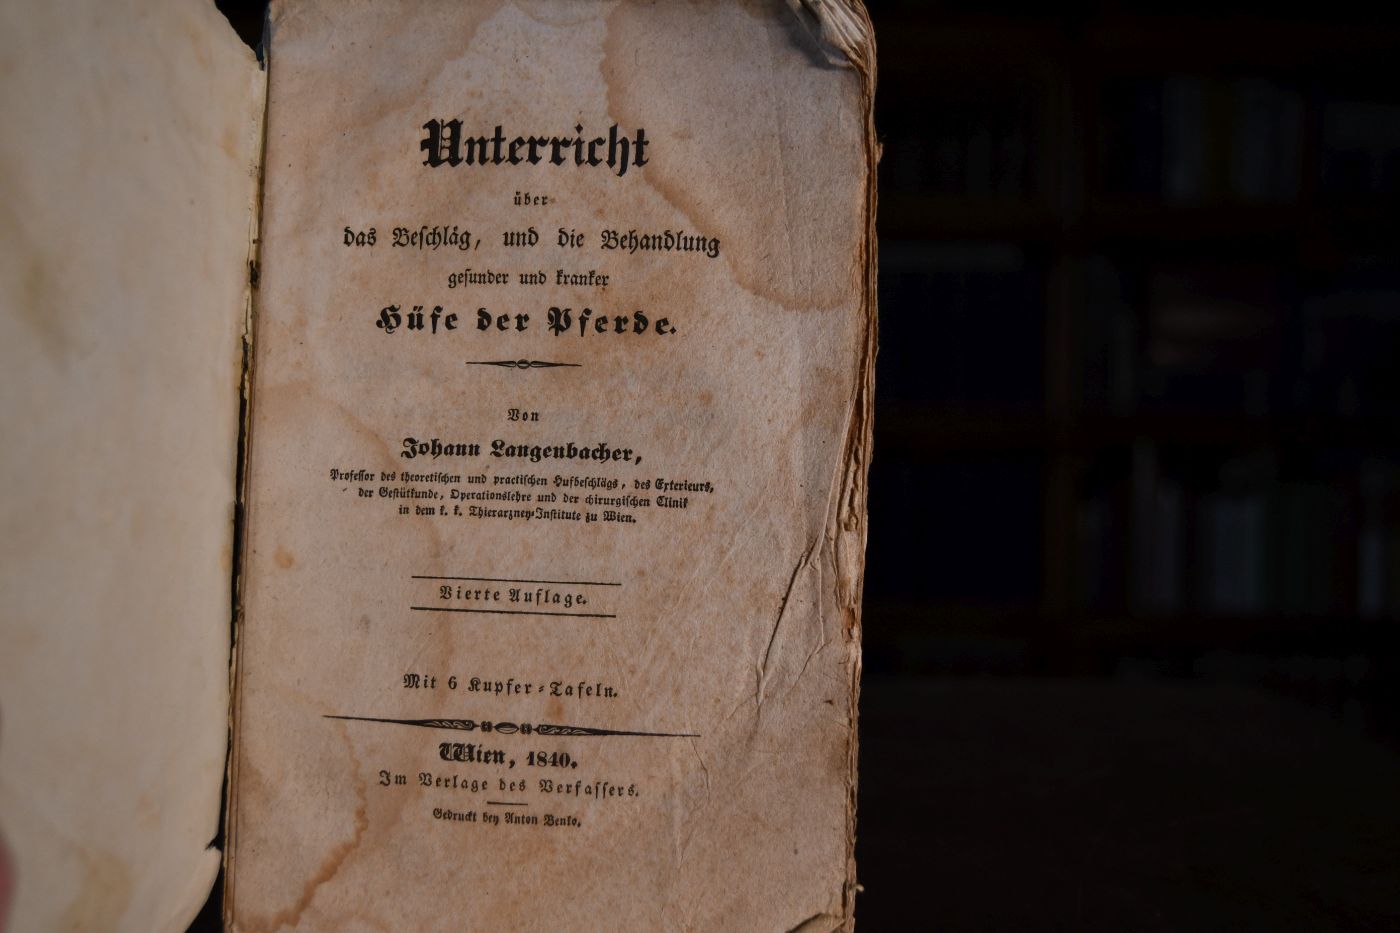 Unterricht
über
das Beſchläg, und die Behandlung
geſunder und kranker
Hüfe der Pferde.
Von
Johann Langenbacher,
Profeſſor des theoretiſchen und practiſchen Hufbeſchlägs, des Exterieurs,
der Geſtütkunde, Operationslehre und der chirurgiſchen Clinik
in dem k. k. Thierarzney-Inſtitute zu Wien.
Vierte Auflage.
Mit 6 Kupfer-Tafeln.
Wien, 1840.
Im Verlage des Verfaſſers.
Gedruckt bey Anton Benko.